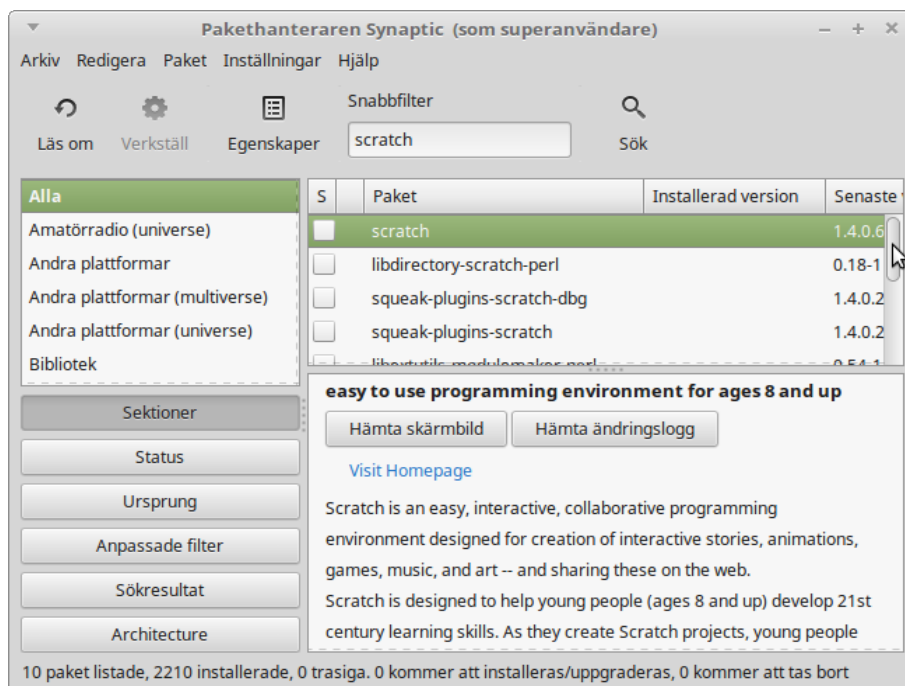 Pakethanteraren Synaptic (som superanvändare)
Arkiv Redigera Paket Inställningar Hjälp
Snabbfilter
Läs om Verkställ Egenskaper scratch Sök
Alla
Amatörradio (universe)
Andra plattformar
Andra plattformar (multiverse)
Andra plattformar (universe)
Bibliotek
S Paket Installerad version Senaste
scratch 1.4.0.6
libdirectory-scratch-perl 0.18-1
squeak-plugins-scratch-dbg 1.4.0.2
squeak-plugins-scratch 1.4.0.2
libextutils-modulemaker-perl 0.54-1
Sektioner
Status
Ursprung
Anpassade filter
Sökresultat
Architecture
easy to use programming environment for ages 8 and up
Hämta skärmbild Hämta ändringslogg
Visit Homepage
Scratch is an easy, interactive, collaborative programming
environment designed for creation of interactive stories, animations,
games, music, and art -- and sharing these on the web.
Scratch is designed to help young people (ages 8 and up) develop 21st
century learning skills. As they create Scratch projects, young people
10 paket listade, 2210 installerade, 0 trasiga. 0 kommer att installeras/uppgraderas, 0 kommer att tas bort